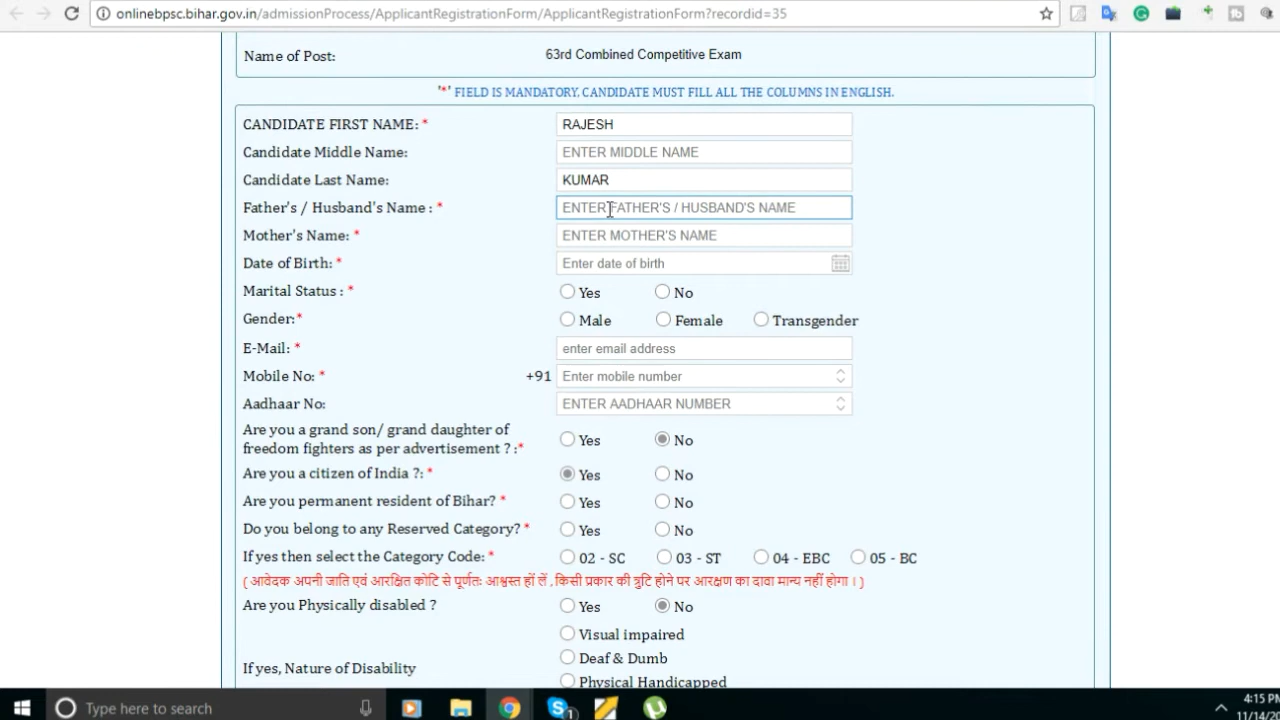 onlinebpsc.bihar.gov.in/admissionProcess/ApplicantRegistrationForm/ApplicantRegistrationForm?recordid=35
Name of Post: 63rd Combined Competitive Exam
'*' FIELD IS MANDATORY, CANDIDATE MUST FILL ALL THE COLUMNS IN ENGLISH.
CANDIDATE FIRST NAME: * RAJESH
Candidate Middle Name: ENTER MIDDLE NAME
Candidate Last Name: KUMAR
Father's / Husband's Name : * ENTER FATHER'S / HUSBAND'S NAME
Mother's Name: * ENTER MOTHER'S NAME
Date of Birth: * Enter date of birth
Marital Status : * Yes No
Gender:* Male Female Transgender
E-Mail: * enter email address
Mobile No: * +91 Enter mobile number
Aadhaar No: ENTER AADHAAR NUMBER
Are you a grand son/ grand daughter of
freedom fighters as per advertisement ? :* Yes No
Are you a citizen of India ?: * Yes No
Are you permanent resident of Bihar? * Yes No
Do you belong to any Reserved Category? * Yes No
If yes then select the Category Code: * 02 - SC 03 - ST 04 - EBC 05 - BC
( आवेदक अपनी जाति एवं आरक्षित कोटि से पूर्णतः आश्वस्त हों लें , किसी प्रकार की त्रुटि होने पर आरक्षण का दावा मान्य नहीं होगा । )
Are you Physically disabled ? Yes No
Visual impaired
Deaf & Dumb
If yes, Nature of Disability
Physical Handicapped
Type here to search
1
4:15 PM
11/14/20